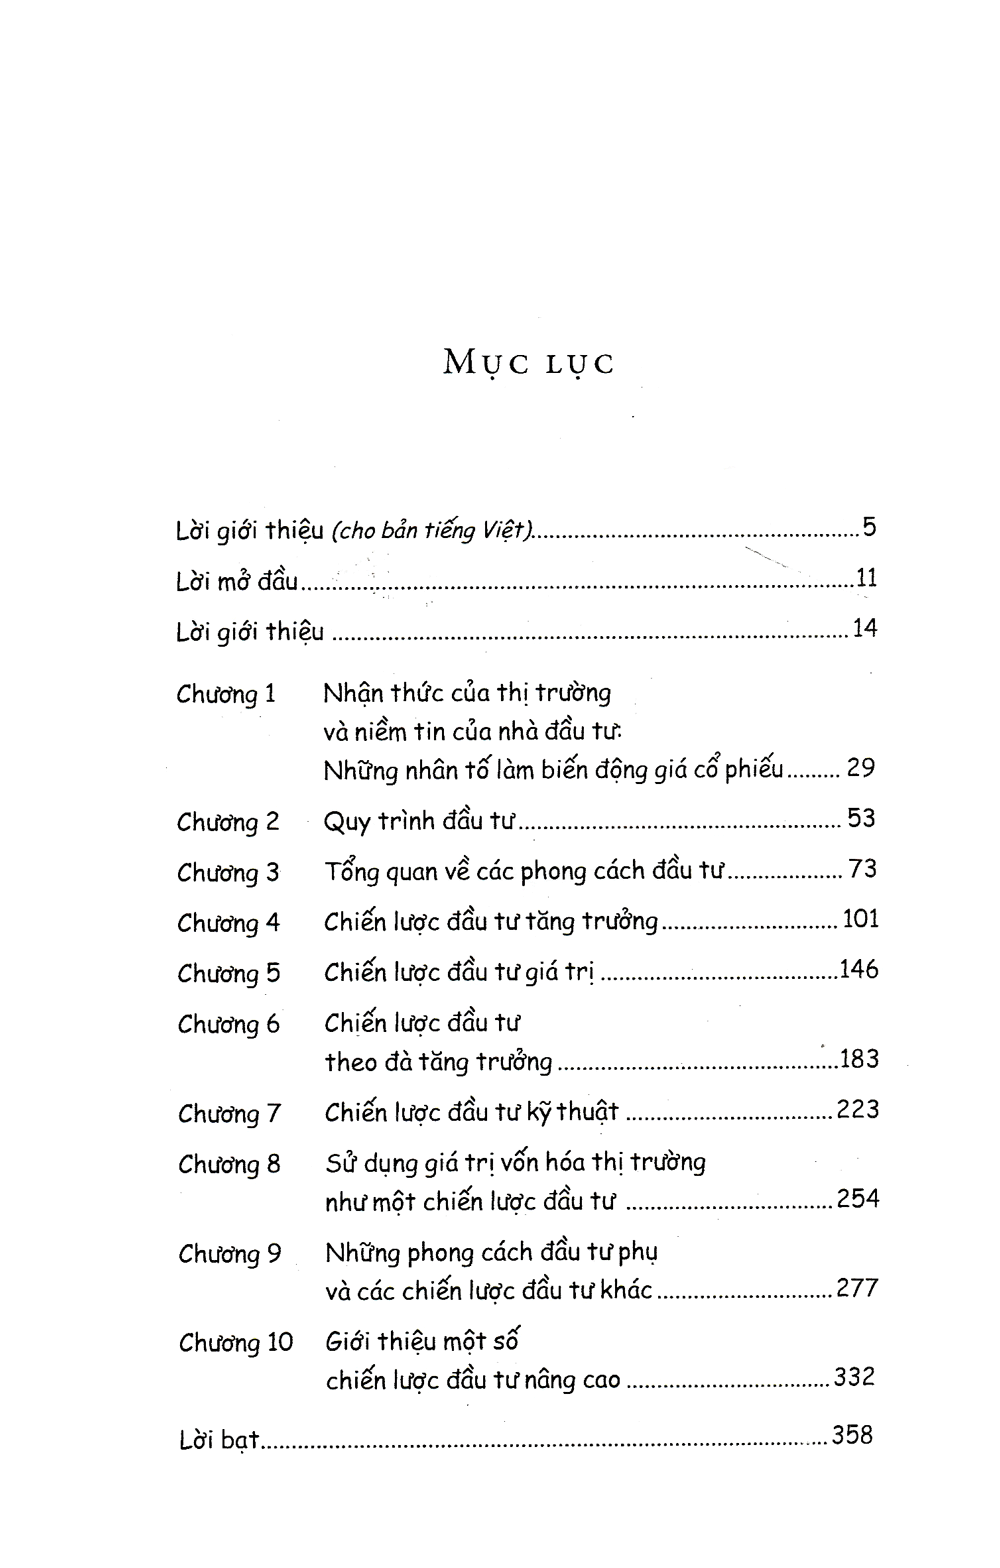 MỤC LỤC
Lời giới thiệu (cho bản tiếng Việt)..........5
Lời mở đầu..........11
Lời giới thiệu ..........14
Chương 1 Nhận thức của thị trường
và niềm tin của nhà đầu tư:
Những nhân tố làm biến động giá cổ phiếu......... 29
Chương 2 Quy trình đầu tư.......... 53
Chương 3 Tổng quan về các phong cách đầu tư.......... 73
Chương 4 Chiến lược đầu tư tăng trưởng.......... 101
Chương 5 Chiến lược đầu tư giá trị ..........146
Chương 6 Chiến lược đầu tư
theo đà tăng trưởng ..........183
Chương 7 Chiến lược đầu tư kỹ thuật ..........223
Chương 8 Sử dụng giá trị vốn hóa thị trường
như một chiến lược đầu tư ..........254
Chương 9 Những phong cách đầu tư phụ
và các chiến lược đầu tư khác..........277
Chương 10 Giới thiệu một số
chiến lược đầu tư nâng cao ..........332
Lời bạt..........358